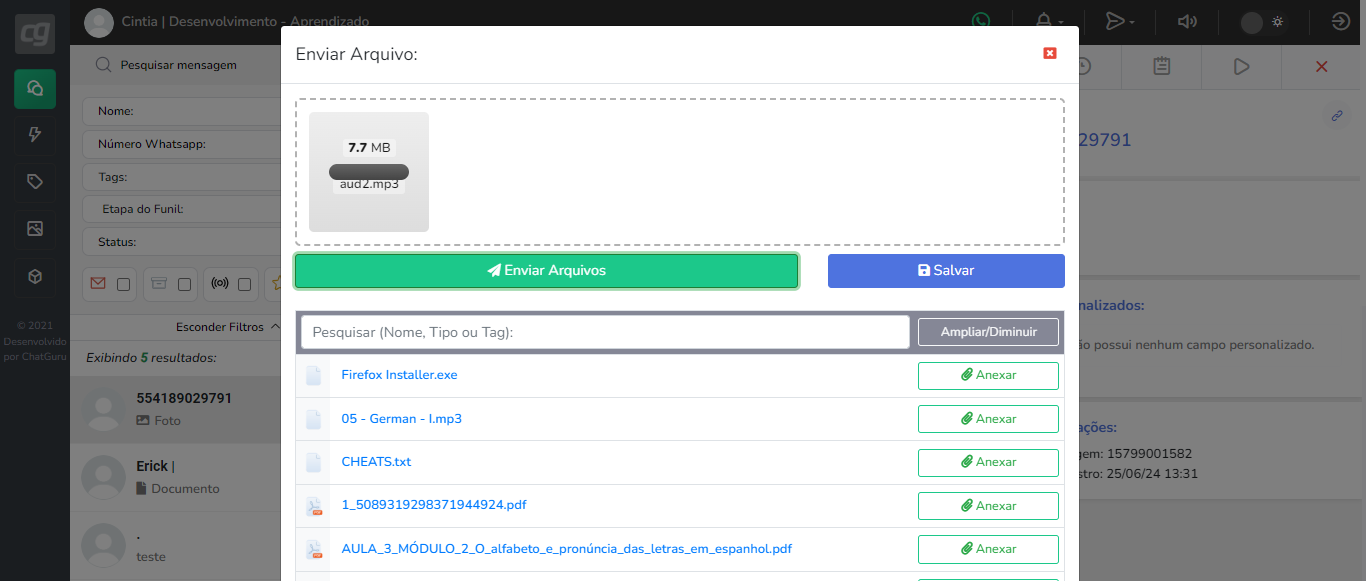 cg
Cintia | Desenvolvimento - Aprendizado
Pesquisar mensagem
Nome:
Número Whatsapp:
Tags:
Etapa do Funil:
Status:
Esconder Filtros
Exibindo 5 resultados:
554189029791
Foto
Erick |
Documento
.
teste
© 2021
Desenvolvido
por ChatGuru
Enviar Arquivo:
7.7 MB
aud2.mp3
Enviar Arquivos
Salvar
Pesquisar (Nome, Tipo ou Tag):
Ampliar/Diminuir
Firefox Installer.exe
Anexar
05 - German - I.mp3
Anexar
CHEATS.txt
Anexar
1_5089319298371944924.pdf
Anexar
AULA_3_MÓDULO_2_O_alfabeto_e_pronúncia_das_letras_em_espanhol.pdf
Anexar
29791
nalizados:
ão possui nenhum campo personalizado.
ações:
gem: 15799001582
stro: 25/06/24 13:31